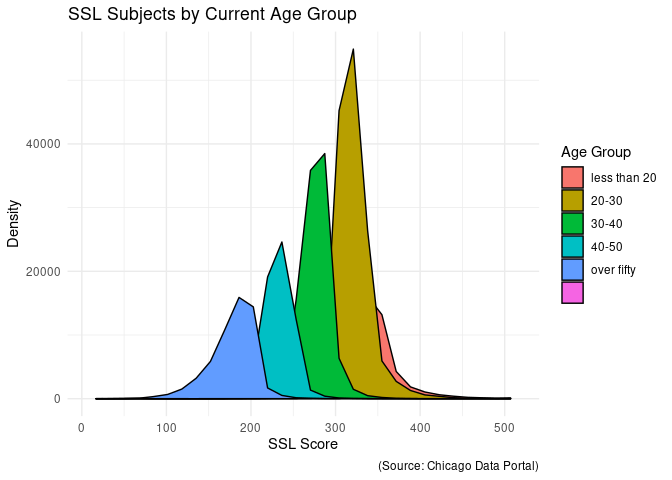 SSL Subjects by Current Age Group
Density
40000
20000
0
0 100 200 300 400 500
SSL Score
(Source: Chicago Data Portal)
Age Group
less than 20
20-30
30-40
40-50
over fifty